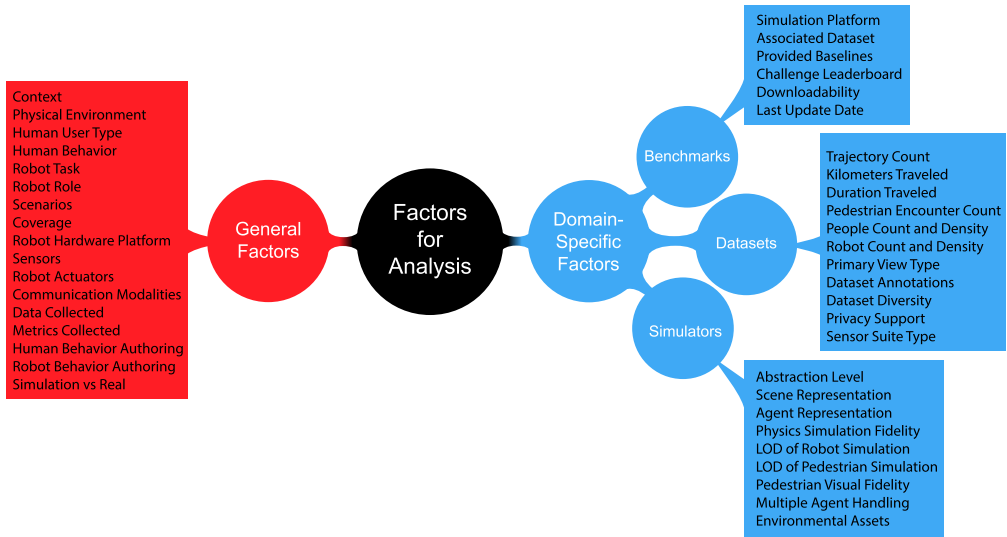 Context
Physical Environment
Human User Type
Human Behavior
Robot Task
Robot Role
Scenarios
Coverage
Robot Hardware Platform
Sensors
Robot Actuators
Communication Modalities
Data Collected
Metrics Collected
Human Behavior Authoring
Robot Behavior Authoring
Simulation vs Real
General
Factors
Factors
for
Analysis
Domain-
Specific
Factors
Benchmarks
Simulation Platform
Associated Dataset
Provided Baselines
Challenge Leaderboard
Downloadability
Last Update Date
Datasets
Trajectory Count
Kilometers Traveled
Duration Traveled
Pedestrian Encounter Count
People Count and Density
Robot Count and Density
Primary View Type
Dataset Annotations
Dataset Diversity
Privacy Support
Sensor Suite Type
Simulators
Abstraction Level
Scene Representation
Agent Representation
Physics Simulation Fidelity
LOD of Robot Simulation
LOD of Pedestrian Simulation
Pedestrian Visual Fidelity
Multiple Agent Handling
Environmental Assets